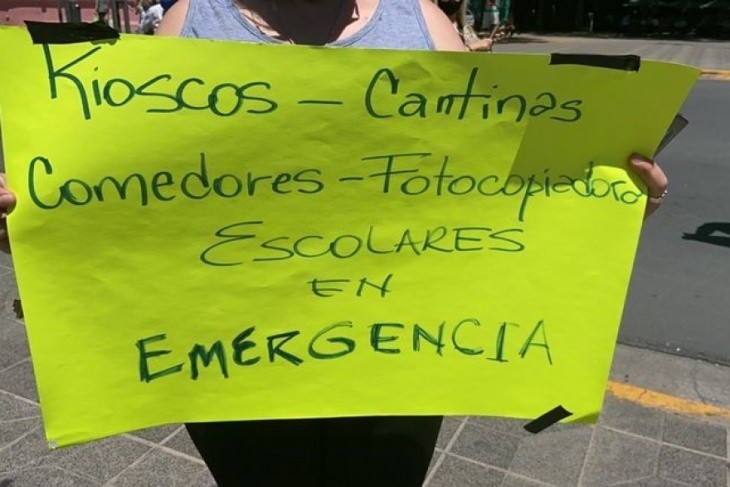 Kioscos - Cantinas
Comedores - Fotocopiadora
ESCOLARES
EN
EMERGENCIA